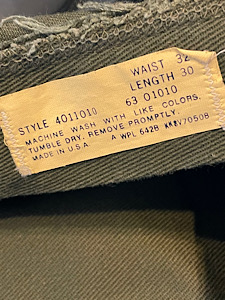 WAIST 32
STYLE 4011010 LENGTH 30
63 01010
MACHINE WASH WITH LIKE COLORS.
TUMBLE DRY. REMOVE PROMPTLY.
MADE IN U.S.A A WPL 6428